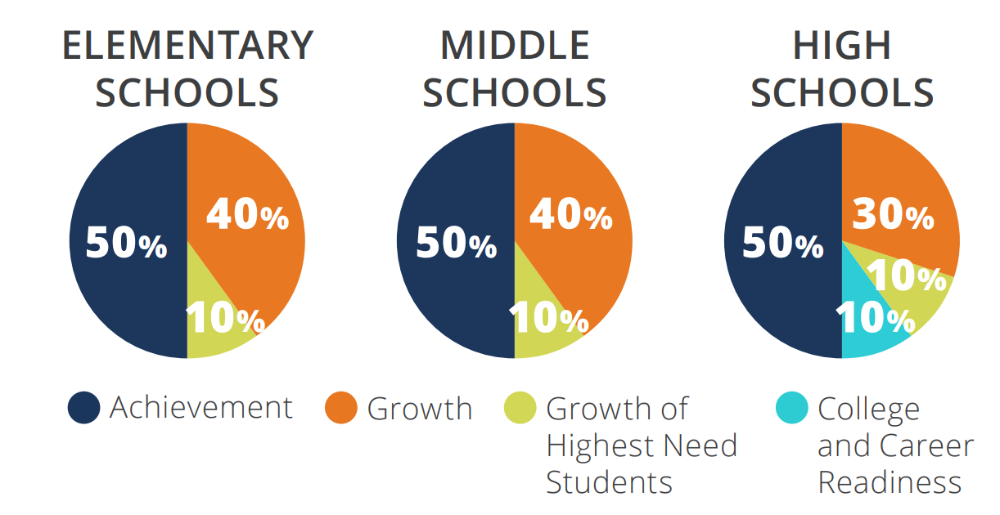 ELEMENTARY
SCHOOLS
50%
40%
10%
MIDDLE
SCHOOLS
50%
40%
10%
HIGH
SCHOOLS
50%
30%
10%
10%
Achievement
Growth
Growth of
Highest Need
Students
College
and Career
Readiness